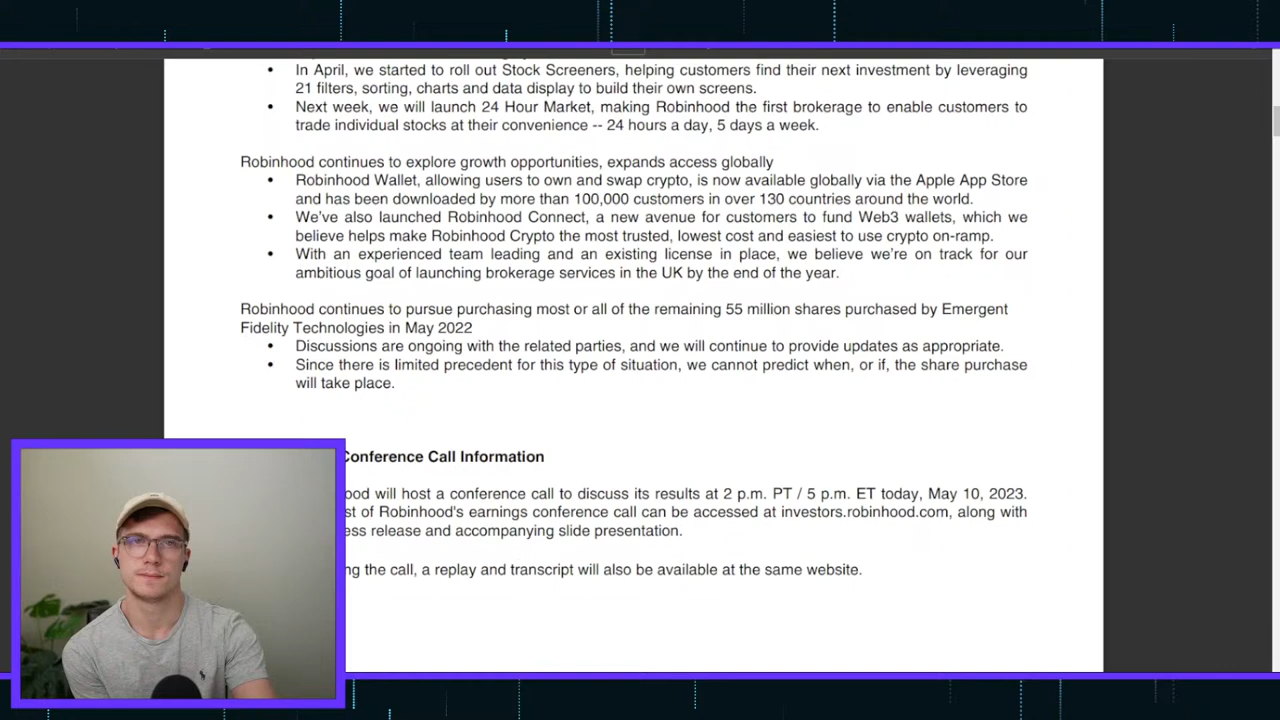 • In April, we started to roll out Stock Screeners, helping customers find their next investment by leveraging
21 filters, sorting, charts and data display to build their own screens.
• Next week, we will launch 24 Hour Market, making Robinhood the first brokerage to enable customers to
trade individual stocks at their convenience -- 24 hours a day, 5 days a week.
Robinhood continues to explore growth opportunities, expands access globally
• Robinhood Wallet, allowing users to own and swap crypto, is now available globally via the Apple App Store
and has been downloaded by more than 100,000 customers in over 130 countries around the world.
• We've also launched Robinhood Connect, a new avenue for customers to fund Web3 wallets, which we
believe helps make Robinhood Crypto the most trusted, lowest cost and easiest to use crypto on-ramp.
• With an experienced team leading and an existing license in place, we believe we're on track for our
ambitious goal of launching brokerage services in the UK by the end of the year.
Robinhood continues to pursue purchasing most or all of the remaining 55 million shares purchased by Emergent
Fidelity Technologies in May 2022
• Discussions are ongoing with the related parties, and we will continue to provide updates as appropriate.
• Since there is limited precedent for this type of situation, we cannot predict when, or if, the share purchase
will take place.
Conference Call Information
ood will host a conference call to discuss its results at 2 p.m. PT / 5 p.m. ET today, May 10, 2023.
st of Robinhood's earnings conference call can be accessed at investors.robinhood.com, along with
ess release and accompanying slide presentation.
ng the call, a replay and transcript will also be available at the same website.